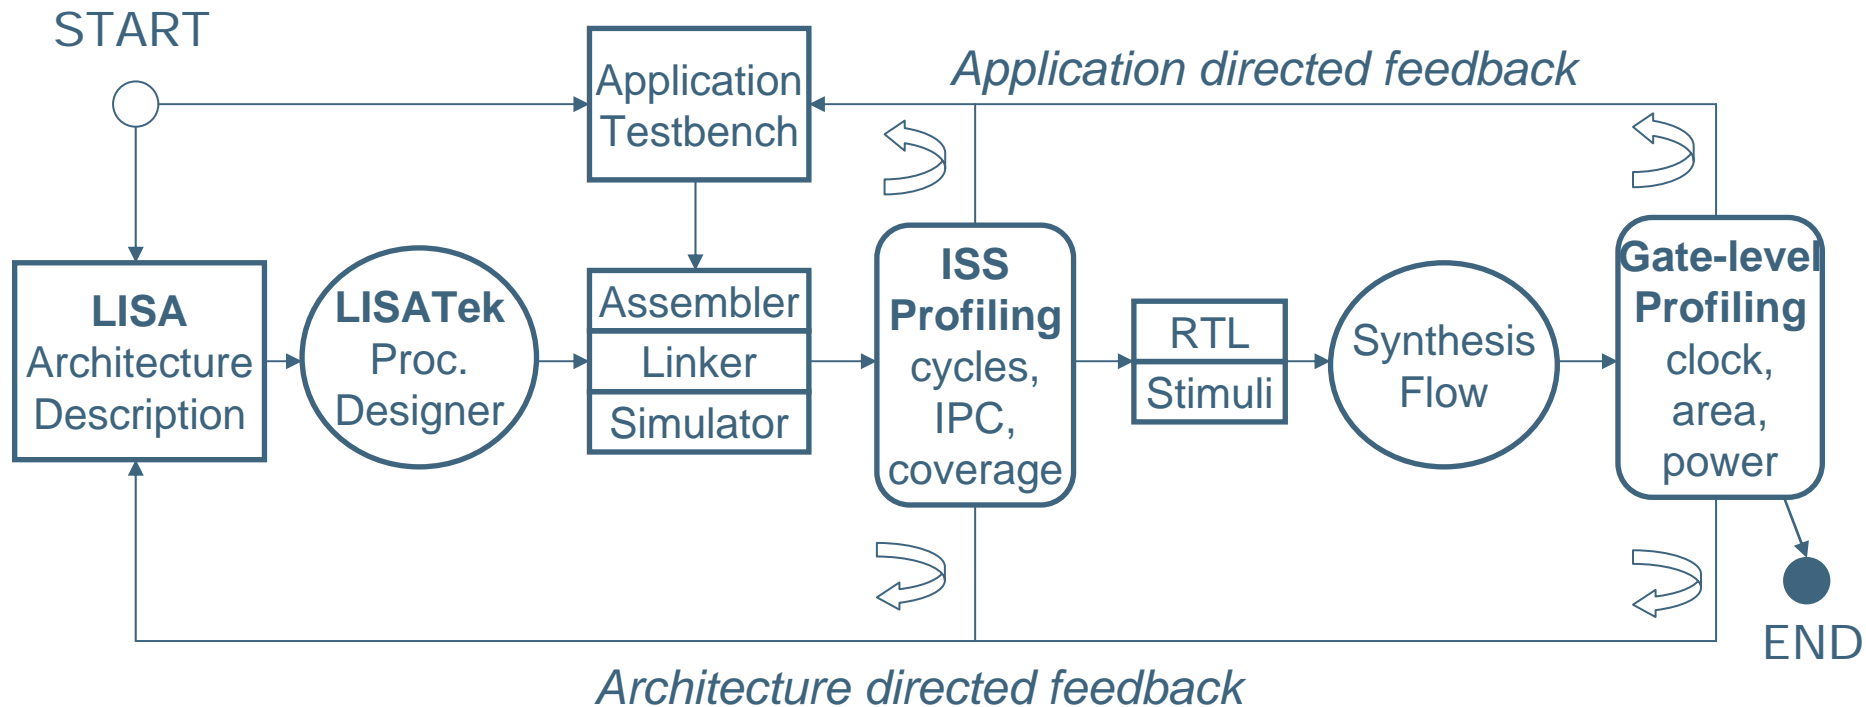 START
Application
Testbench
Application directed feedback
LISA
Architecture
Description
LISATek
Proc.
Designer
Assembler
Linker
Simulator
ISS
Profiling
cycles,
IPC,
coverage
RTL
Stimuli
Synthesis
Flow
Gate-level
Profiling
clock,
area,
power
END
Architecture directed feedback